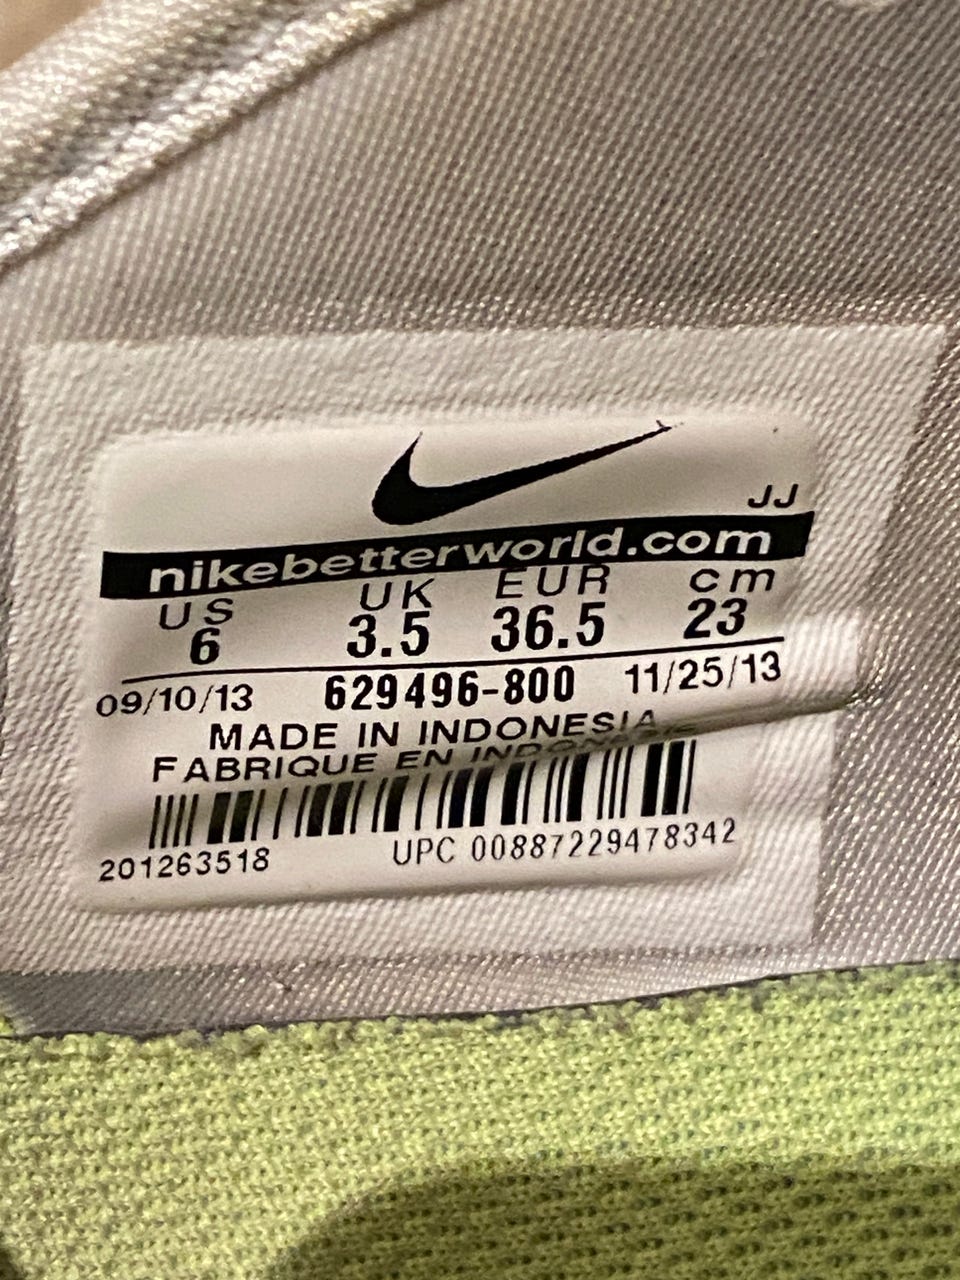 JJ
nikebetterworld.com
US UK EUR cm
6 3.5 36.5 23
09/10/13 629496-800 11/25/13
MADE IN INDONESIA
FABRIQUE EN INDONESIE
201263518 UPC 00887229478342